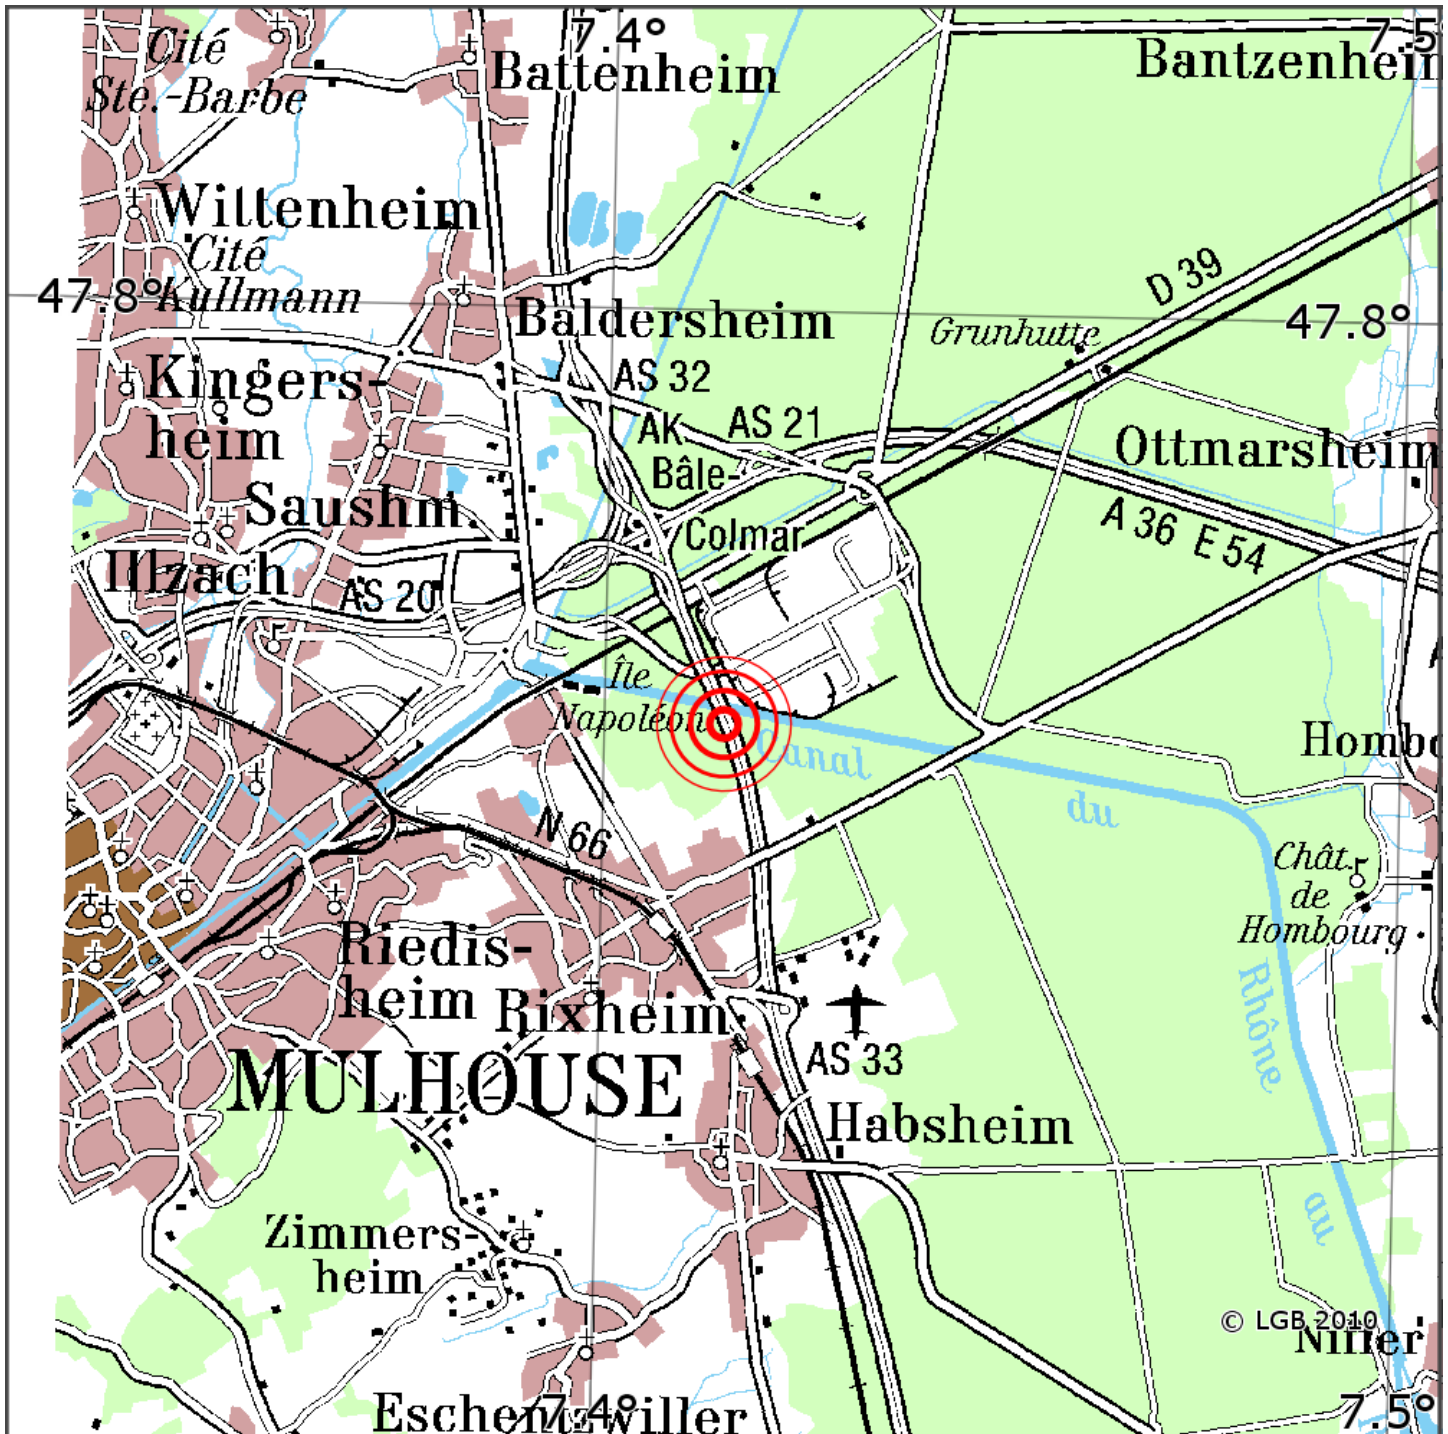 Cité
7.4°
7.5
Battenheim
Bantzenheim
Ste.-Barbe
Wittenheim
Cité
Kullmann
47.8°
D 39
47.8°
Baldersheim
Grunhutte
Kingers-
heim
AS 32
AK
AS 21
Bâle-
Colmar
Ottmarsheim
Saushm.
A 36 E 54
Illzach
AS 20
Île
Napoléon
Canal
Hombo
du
N 66
Chât.
de
Hombourg
Riedis-
heim
Rixheim
Rhône
MULHOUSE
AS 33
Habsheim
Zimmers-
heim
au
© LGB 2010
Niffer
Eschentzwiller
7.4°
7.5°